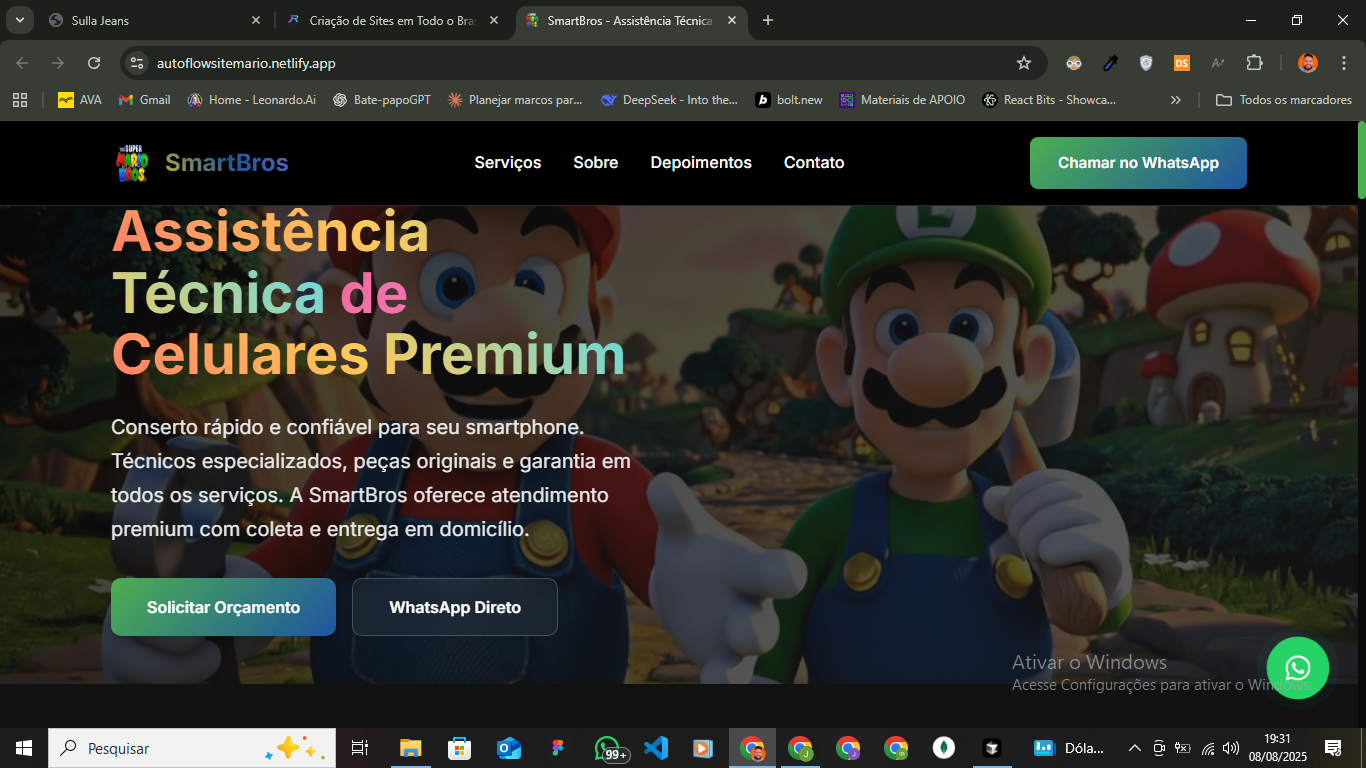 Sulla Jeans
Criação de Sites em Todo o Bra
SmartBros - Assistência Técnica
autoflowsitemario.netlify.app
DS
AVA
Gmail
Home - Leonardo.Ai
Bate-papoGPT
Planejar marcos par...
DeepSeek - Into the...
bolt.new
Materiais de APOIO
React Bits - Showca...
Todos os marcadores
SUPER
MARIO
BROS.
SmartBros
Serviços
Sobre
Depoimentos
Contato
Chamar no WhatsApp
L
Assistência
Técnica de
Celulares Premium
Conserto rápido e confiável para seu smartphone.
Técnicos especializados, peças originais e garantia em
todos os serviços. A SmartBros oferece atendimento
premium com coleta e entrega em domicílio.
Solicitar Orçamento
WhatsApp Direto
Ativar o Windows
Acesse Configurações para ativar o Windows.
Pesquisar
99+
Dóla...
19:31
08/08/2025